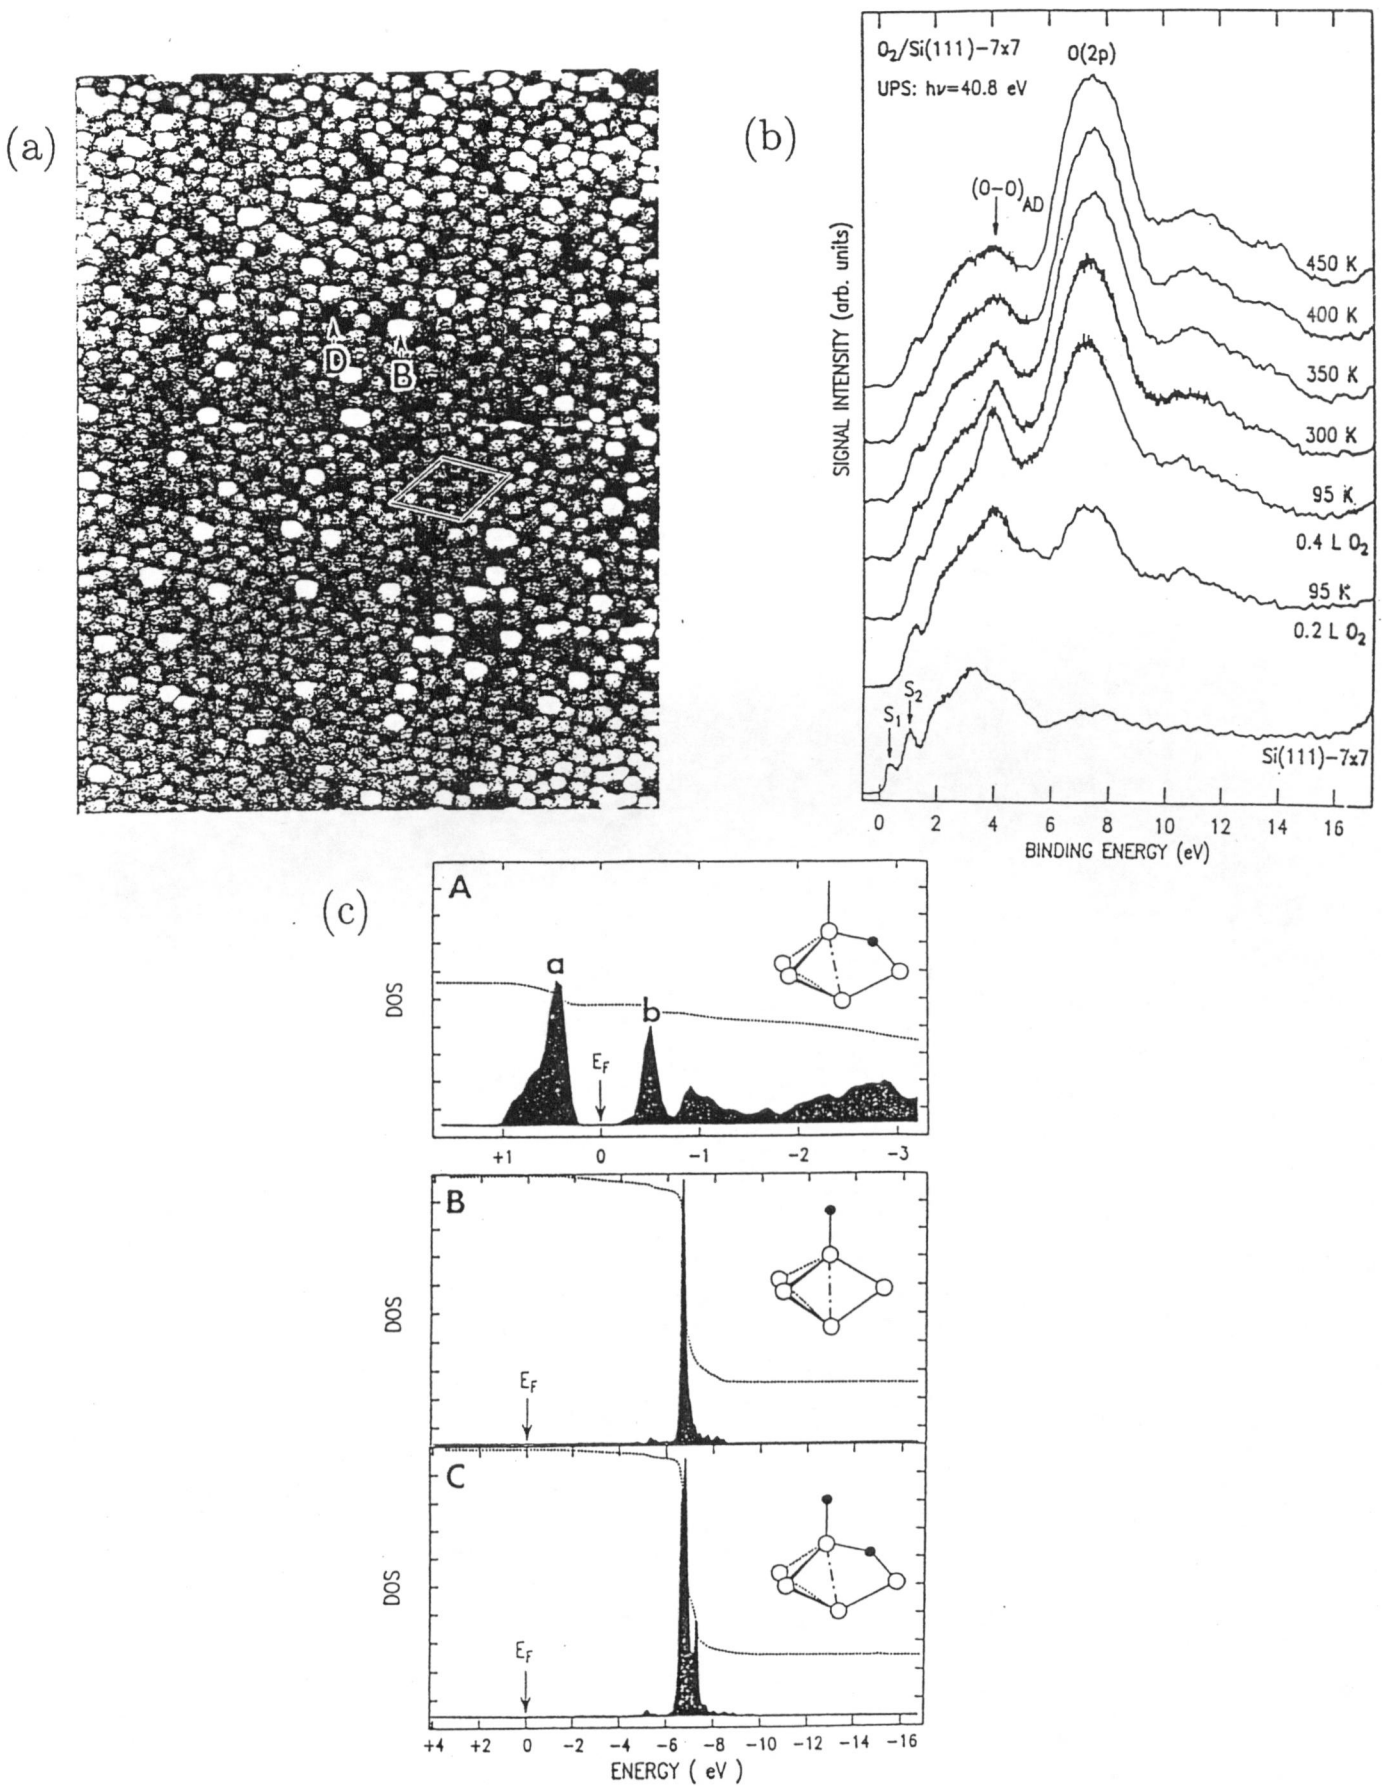 (a)
D
B
(b)
O₂/Si(111)-7x7
UPS: hν=40.8 eV
O(2p)
(O-O)AD
450 K
400 K
350 K
300 K
95 K
0.4 L O₂
95 K
0.2 L O₂
S₁
S₂
Si(111)-7x7
SIGNAL INTENSITY (arb. units)
0 2 4 6 8 10 12 14 16
BINDING ENERGY (eV)
(c)
A
a
b
E_F
DOS
+1 0 -1 -2 -3
B
E_F
DOS
C
E_F
DOS
+4 +2 0 -2 -4 -6 -8 -10 -12 -14 -16
ENERGY ( eV )